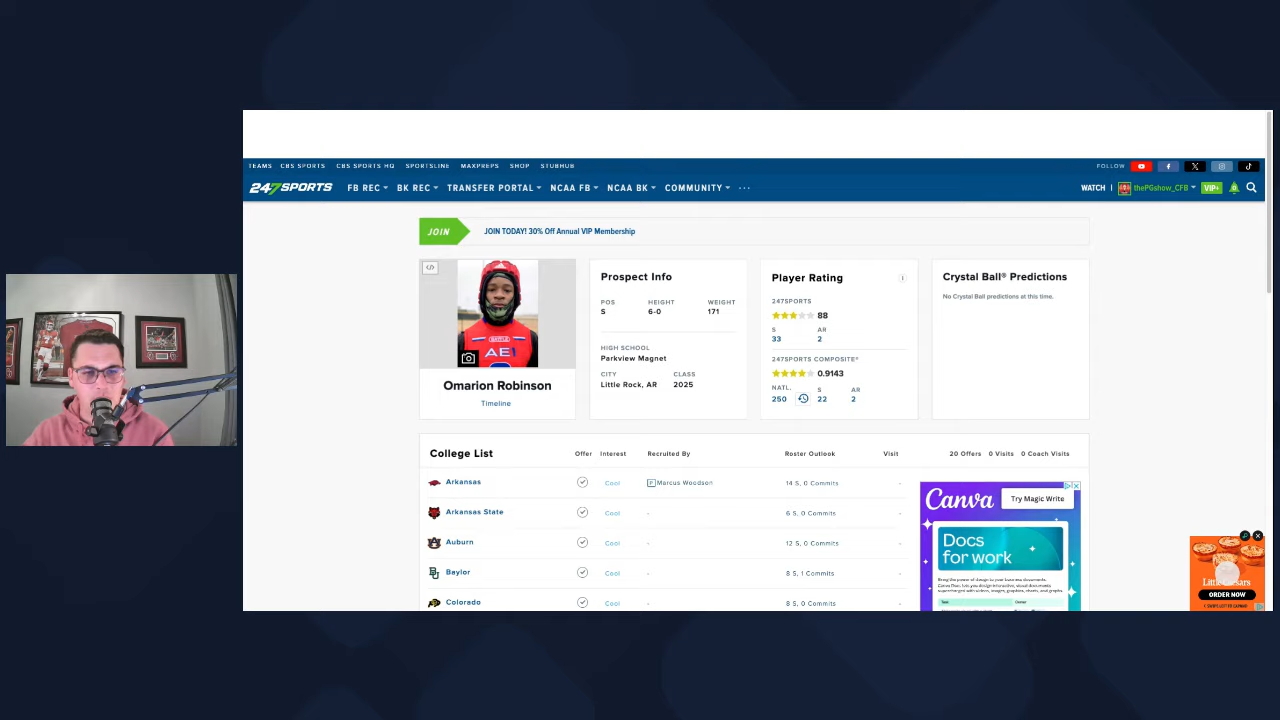 TEAMS CBS SPORTS CBS SPORTS HQ SPORTSLINE MAXPREPS SHOP STUBHUB FOLLOW
247SPORTS FB REC BK REC TRANSFER PORTAL NCAA FB NCAA BK COMMUNITY ··· WATCH | thePGshow_CFB VIP+
JOIN JOIN TODAY! 30% Off Annual VIP Membership
AE1
Omarion Robinson
Timeline
Prospect Info
POS HEIGHT WEIGHT
S 6-0 171
HIGH SCHOOL
Parkview Magnet
CITY CLASS
Little Rock, AR 2025
Player Rating
247SPORTS
88
S AR
33 2
247SPORTS COMPOSITE®
0.9143
NATL. S AR
250 22 2
Crystal Ball® Predictions
No Crystal Ball predictions at this time.
College List Offer Interest Recruited By Roster Outlook Visit 20 Offers 0 Visits 0 Coach Visits
Arkansas Cool P Marcus Woodson 14 S, 0 Commits -
Arkansas State Cool - 6 S, 0 Commits -
Auburn Cool - 12 S, 0 Commits -
Baylor Cool - 8 S, 1 Commits -
Colorado Cool - 8 S, 0 Commits -
Canva Try Magic Write
Docs
for work
ORDER NOW